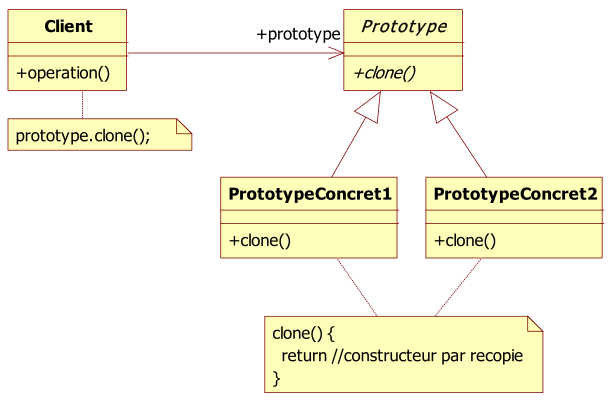 Client
+operation()
prototype.clone();
+prototype
Prototype
+clone()
PrototypeConcret1
+clone()
PrototypeConcret2
+clone()
clone() {
return //constructeur par recopie
}